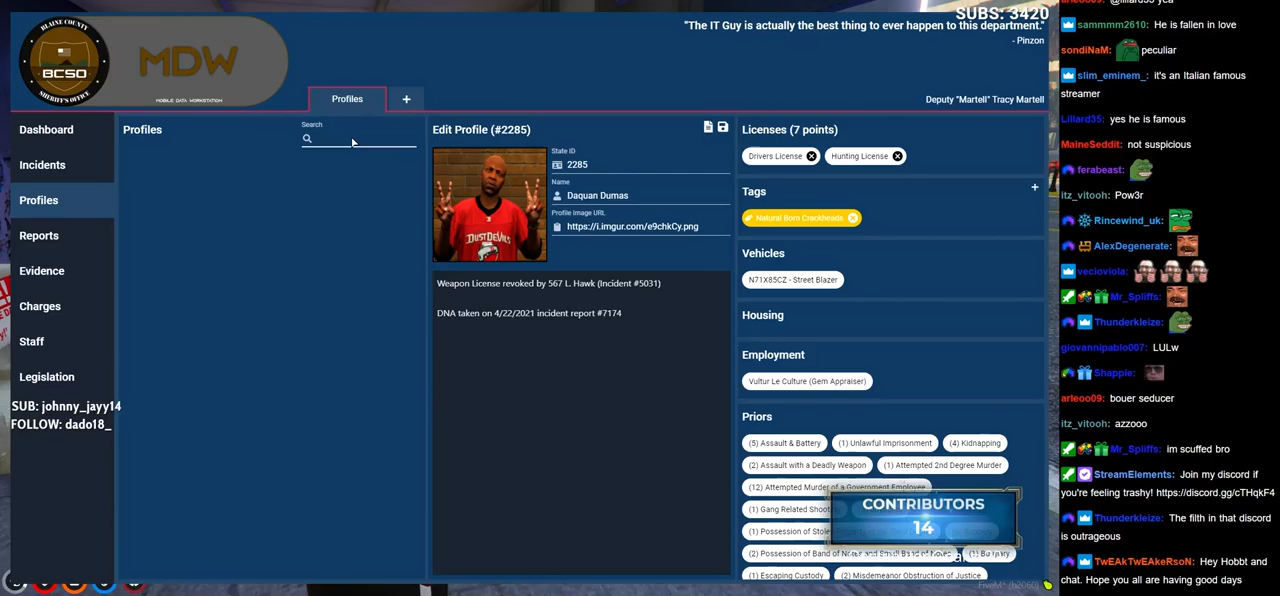 SUBS: 3420
"The IT Guy is actually the best thing to ever happen to this department."
- Pinzon
BLAINE COUNTY
BCSO
SHERIFF'S OFFICE
MDW
MOBILE DATA WORKSTATION
Profiles
+
Deputy "Martell" Tracy Martell
Dashboard
Incidents
Profiles
Reports
Evidence
Charges
Staff
Legislation
SUB: johnny_jayy14
FOLLOW: dado18_
Profiles
Search
Edit Profile (#2285)
State ID
2285
Name
Daquan Dumas
Profile Image URL
https://i.imgur.com/e9chkCy.png
DUSTDEVILS
Weapon License revoked by 567 L. Hawk (Incident #5031)
DNA taken on 4/22/2021 incident report #7174
Licenses (7 points)
Drivers License
Hunting License
Tags
+
Natural Born Crackheads
Vehicles
N71X85CZ - Street Blazer
Housing
Employment
Vultur Le Culture (Gem Appraiser)
Priors
(5) Assault & Battery
(1) Unlawful Imprisonment
(4) Kidnapping
(2) Assault with a Deadly Weapon
(1) Attempted 2nd Degree Murder
(12) Attempted Murder of a Government Employee
(1) Gang Related Shoot
(1) Possession of Stole
(2) Possession of Band of Notes and Small Band of Notes
(1) Escaping Custody
(2) Misdemeanor Obstruction of Justice
CONTRIBUTORS
14
FiveM* (b2060)
sammmm2610: He is fallen in love
sondiNaM: peculiar
slim_eminem_: it's an Italian famous
streamer
Lillard35: yes he is famous
MaineSeddit: not suspicious
ferabeast:
itz_vitooh: Pow3r
Rincewind_uk:
AlexDegenerate:
vecioviola:
Mr_Spliffs:
Thunderkleize:
giovannipablo007: LULw
Shappie:
arleoo09: bouer seducer
itz_vitooh: azzooo
Mr_Spliffs: im scuffed bro
StreamElements: Join my discord if
you're feeling trashy! https://discord.gg/cTHqkF4
Thunderkleize: The filth in that discord
is outrageous
TwEAkTwEAkeRsoN: Hey Hobbt and
chat. Hope you all are having good days